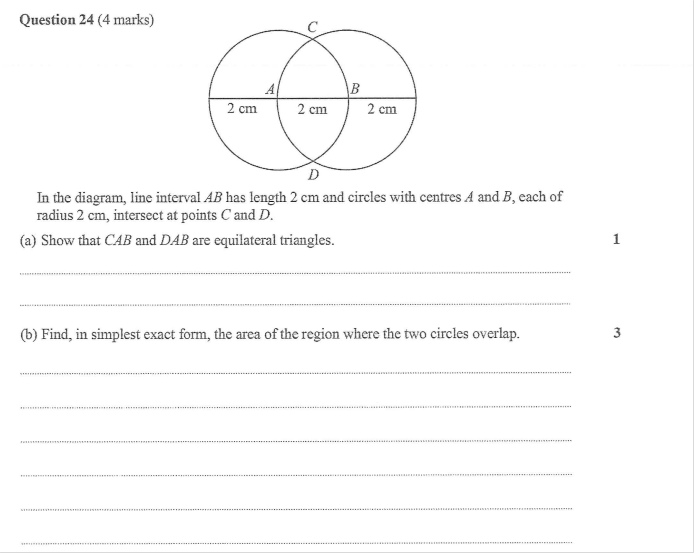 Question 24 (4 marks)
C
A B
2 cm 2 cm 2 cm
D
In the diagram, line interval AB has length 2 cm and circles with centres A and B, each of
radius 2 cm, intersect at points C and D.
(a) Show that CAB and DAB are equilateral triangles. 1
(b) Find, in simplest exact form, the area of the region where the two circles overlap. 3